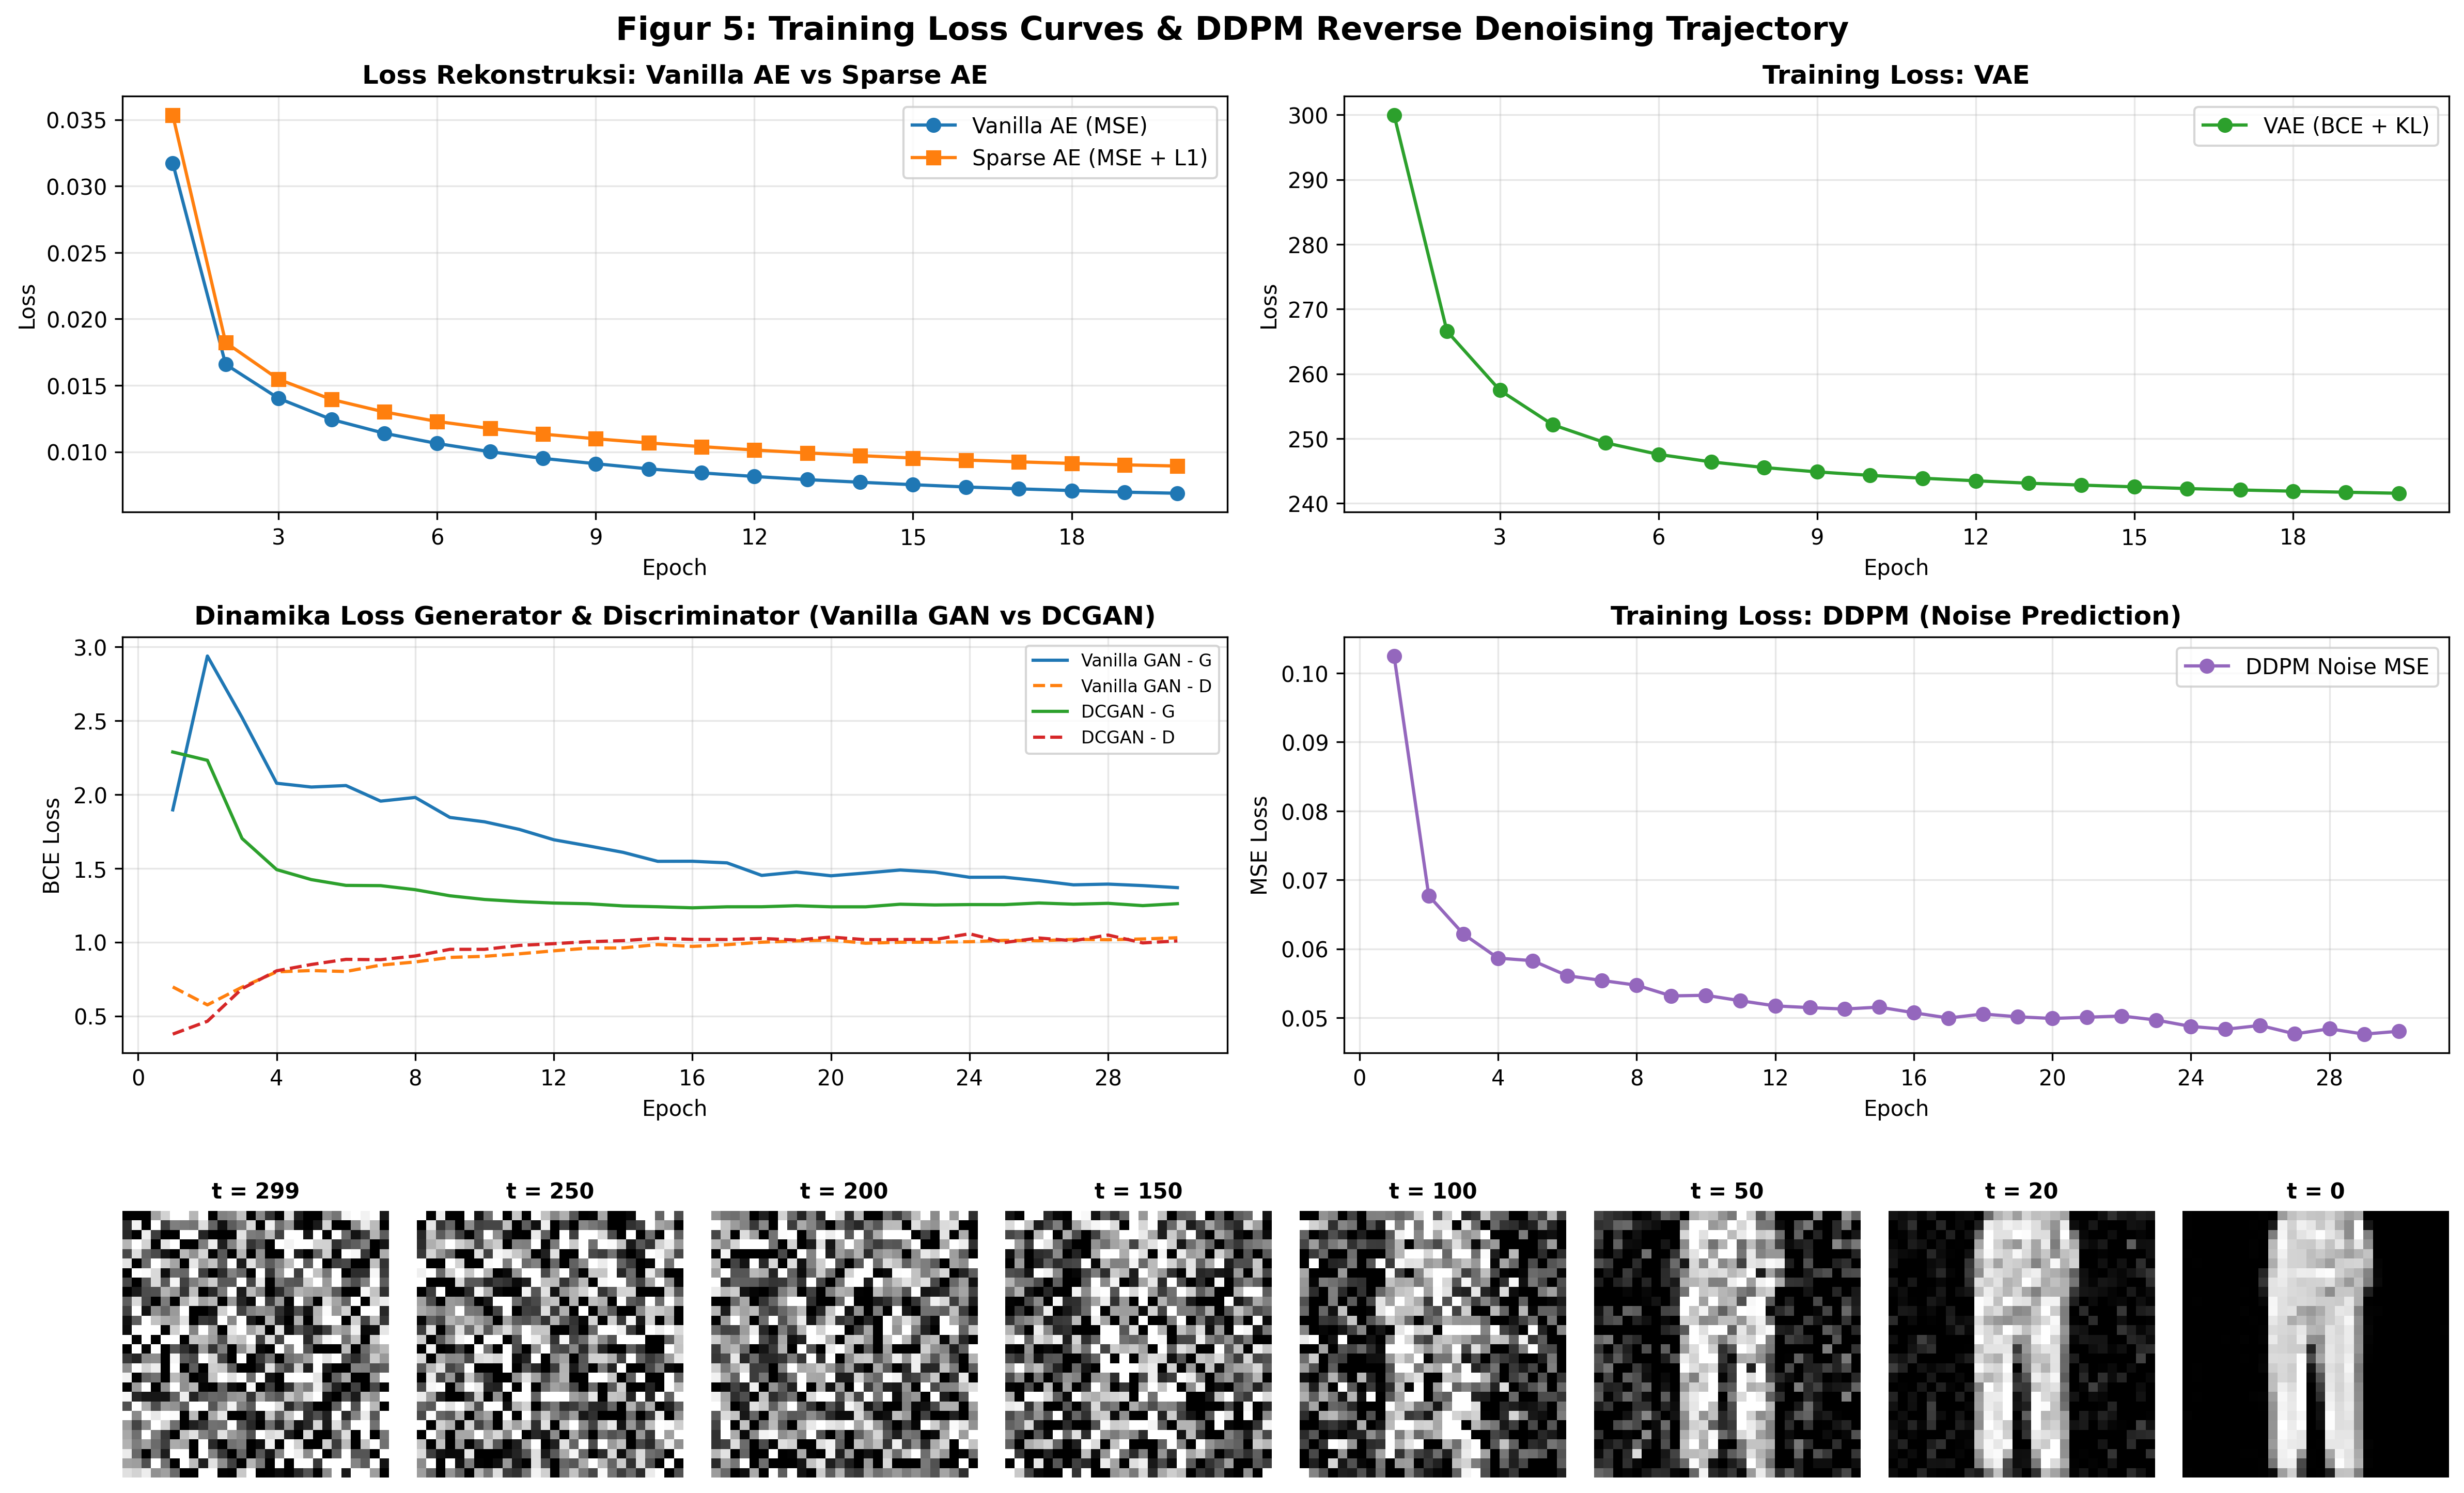 Figur 5: Training Loss Curves & DDPM Reverse Denoising Trajectory
Loss Rekonstruksi: Vanilla AE vs Sparse AE
Loss
0.035
0.030
0.025
0.020
0.015
0.010
Vanilla AE (MSE)
Sparse AE (MSE + L1)
3 6 9 12 15 18
Epoch
Training Loss: VAE
Loss
300
290
280
270
260
250
240
VAE (BCE + KL)
3 6 9 12 15 18
Epoch
Dinamika Loss Generator & Discriminator (Vanilla GAN vs DCGAN)
BCE Loss
3.0
2.5
2.0
1.5
1.0
0.5
Vanilla GAN - G
Vanilla GAN - D
DCGAN - G
DCGAN - D
0 4 8 12 16 20 24 28
Epoch
Training Loss: DDPM (Noise Prediction)
MSE Loss
0.10
0.09
0.08
0.07
0.06
0.05
DDPM Noise MSE
0 4 8 12 16 20 24 28
Epoch
t = 299 t = 250 t = 200 t = 150 t = 100 t = 50 t = 20 t = 0